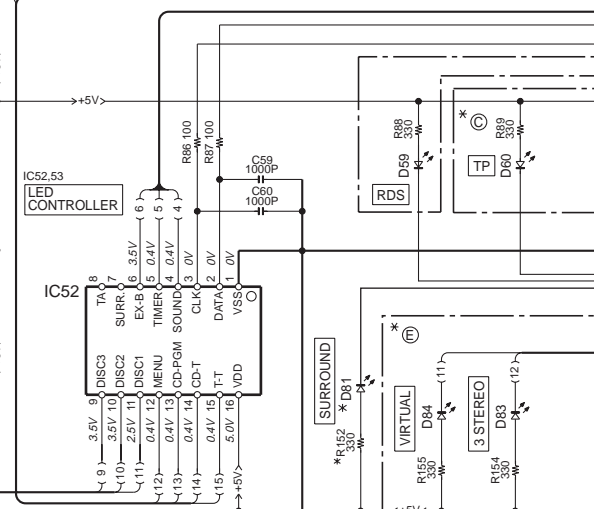 +5V
R88
330
R89
330
* C
R86 100
R87 100
C59
1000P
D59
TP
D60
IC52,53
LED
CONTROLLER
C60
1000P
RDS
6
5
4
3.5V
0.4V
0.4V
0V
0V
0V
8
7
6
5
4
3
2
1
IC52
TA
SURR.
EX-B
TIMER
SOUND
CLK
DATA
VSS
* E
DISC3
DISC2
DISC1
MENU
CD-PGM
CD-T
T-T
VDD
9
10
11
12
13
14
15
16
3.5V
3.5V
2.5V
0.4V
0.4V
0.4V
0.4V
5.0V
9
10
11
12
13
14
15
+5V
SURROUND
* D81
*R152
330
VIRTUAL
D84
11
R155
330
3 STEREO
D83
12
R154
330
+5V